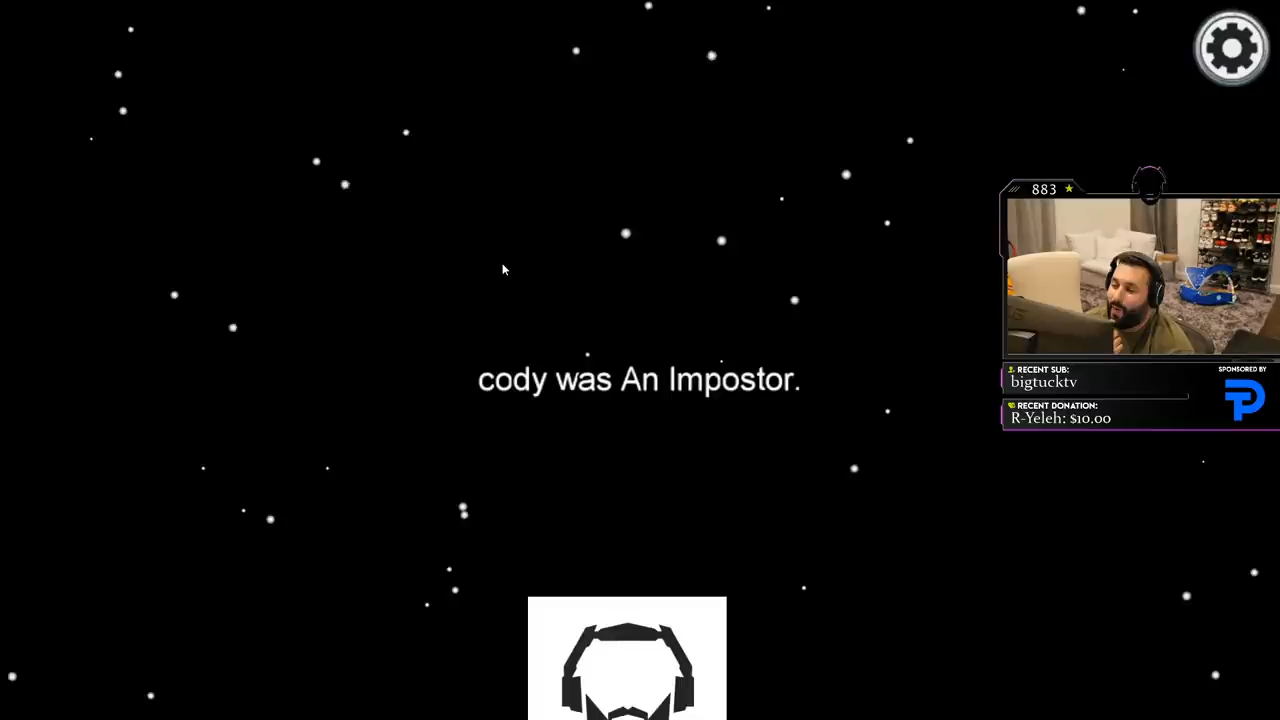 883
cody was An Impostor.
RECENT SUB:
bigtucktv
SPONSORED BY
RECENT DONATION:
R-Yeleh: $10.00